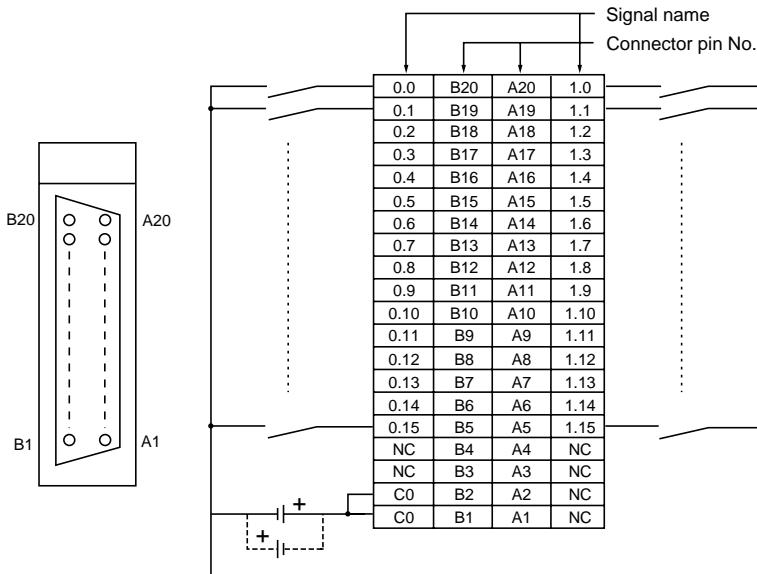 Signal name
Connector pin No.
0.0 B20 A20 1.0
0.1 B19 A19 1.1
0.2 B18 A18 1.2
0.3 B17 A17 1.3
0.4 B16 A16 1.4
0.5 B15 A15 1.5
B20 A20 0.6 B14 A14 1.6
0.7 B13 A13 1.7
0.8 B12 A12 1.8
0.9 B11 A11 1.9
0.10 B10 A10 1.10
0.11 B9 A9 1.11
0.12 B8 A8 1.12
0.13 B7 A7 1.13
0.14 B6 A6 1.14
0.15 B5 A5 1.15
B1 A1 NC B4 A4 NC
NC B3 A3 NC
+ C0 B2 A2 NC
+ C0 B1 A1 NC